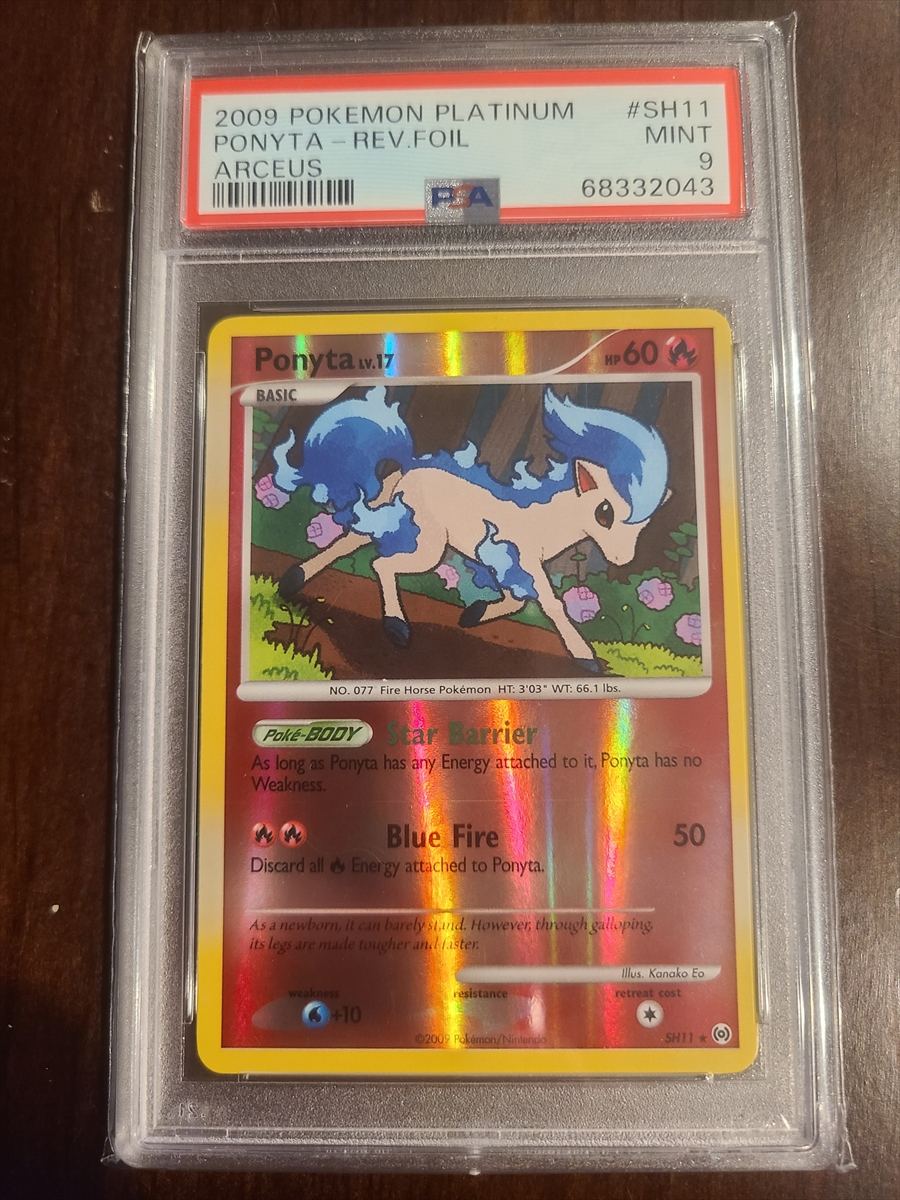 2009 POKEMON PLATINUM #SH11
PONYTA - REV.FOIL MINT
ARCEUS 9
PSA 68332043
Ponyta LV.17 HP 60
BASIC
NO. 077 Fire Horse Pokémon HT: 3'03" WT: 66.1 lbs.
Poké-BODY Star Barrier
As long as Ponyta has any Energy attached to it, Ponyta has no
Weakness.
Blue Fire 50
Discard all Energy attached to Ponyta.
As a newborn, it can barely stand. However, through galloping,
its legs are made tougher and faster.
Illus. Kanako Eo
weakness resistance retreat cost
+10
©2009 Pokémon/Nintendo SH11